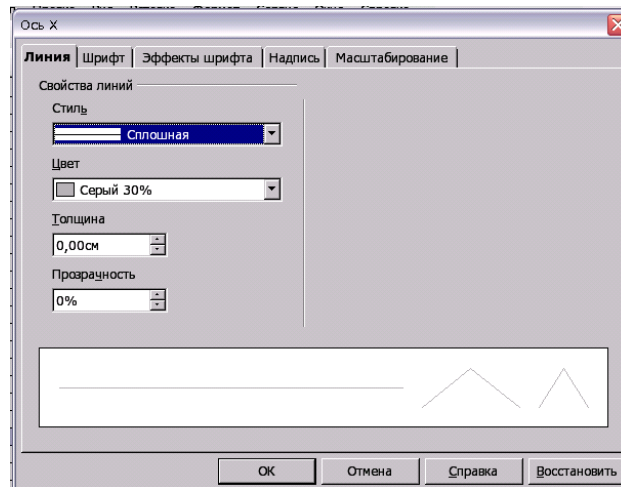 Ось X
Линия Шрифт Эффекты шрифта Надпись Масштабирование
Свойства линий
Стиль
Сплошная
Цвет
Серый 30%
Толщина
0,00см
Прозрачность
0%
ОК Отмена Справка Восстановить